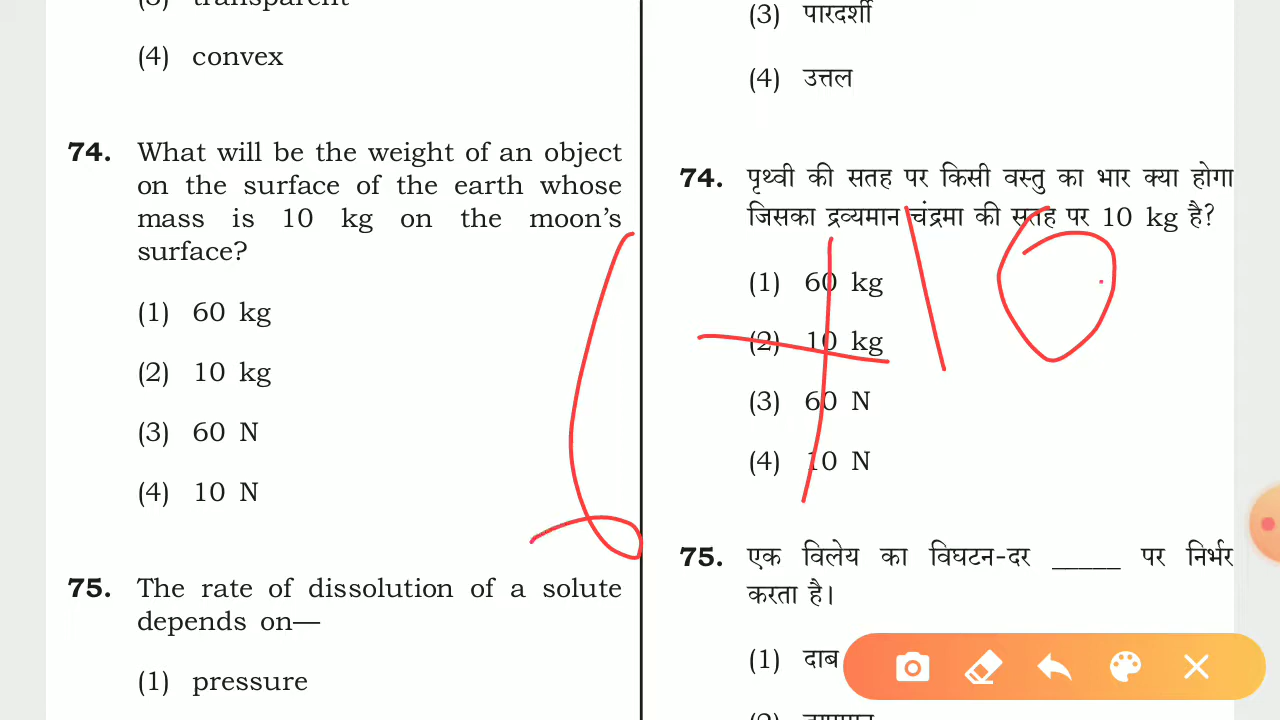 (3) transparent
(4) convex
74. What will be the weight of an object
on the surface of the earth whose
mass is 10 kg on the moon's
surface?
(1) 60 kg
(2) 10 kg
(3) 60 N
(4) 10 N
75. The rate of dissolution of a solute
depends on—
(1) pressure
(3) पारदर्शी
(4) उत्तल
74. पृथ्वी की सतह पर किसी वस्तु का भार क्या होगा
जिसका द्रव्यमान चंद्रमा की सतह पर 10 kg है?
(1) 60 kg
(2) 10 kg
(3) 60 N
(4) 10 N
75. एक विलेय का विघटन-दर _____ पर निर्भर
करता है।
(1) दाब